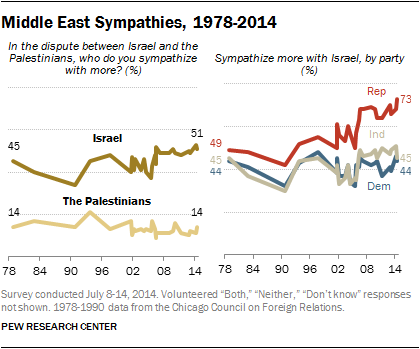 Middle East Sympathies, 1978-2014
In the dispute between Israel and the
Palestinians, who do you sympathize
with more? (%)
45
Israel
51
The Palestinians
14
14
78 84 90 96 02 08 14
Sympathize more with Israel, by party
(%)
Rep
73
49
Ind
45
44
45
44
Dem
78 84 90 96 02 08 14
Survey conducted July 8-14, 2014. Volunteered “Both,” “Neither,” “Don’t know” responses
not shown. 1978-1990 data from the Chicago Council on Foreign Relations.
PEW RESEARCH CENTER